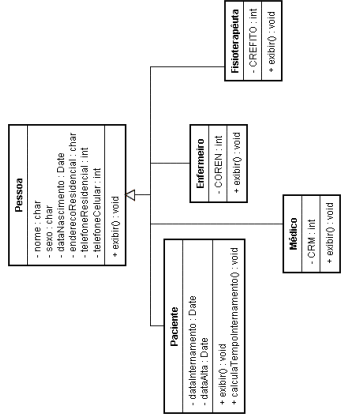 Pessoa
- nome : char
- sexo : char
- dataNascimento : Date
- enderecoResidencial : char
- telefoneResidencial : int
- telefoneCelular : int
+ exibir() : void
Paciente
- dataInternamento : Date
- dataAlta : Date
+ exibir() : void
+ calculaTempoInternamento() : void
Médico
- CRM : int
+ exibir() : void
Enfermeiro
- COREN : int
+ exibir() : void
Fisioterapéuta
- CREFITO : int
+ exibir() : void